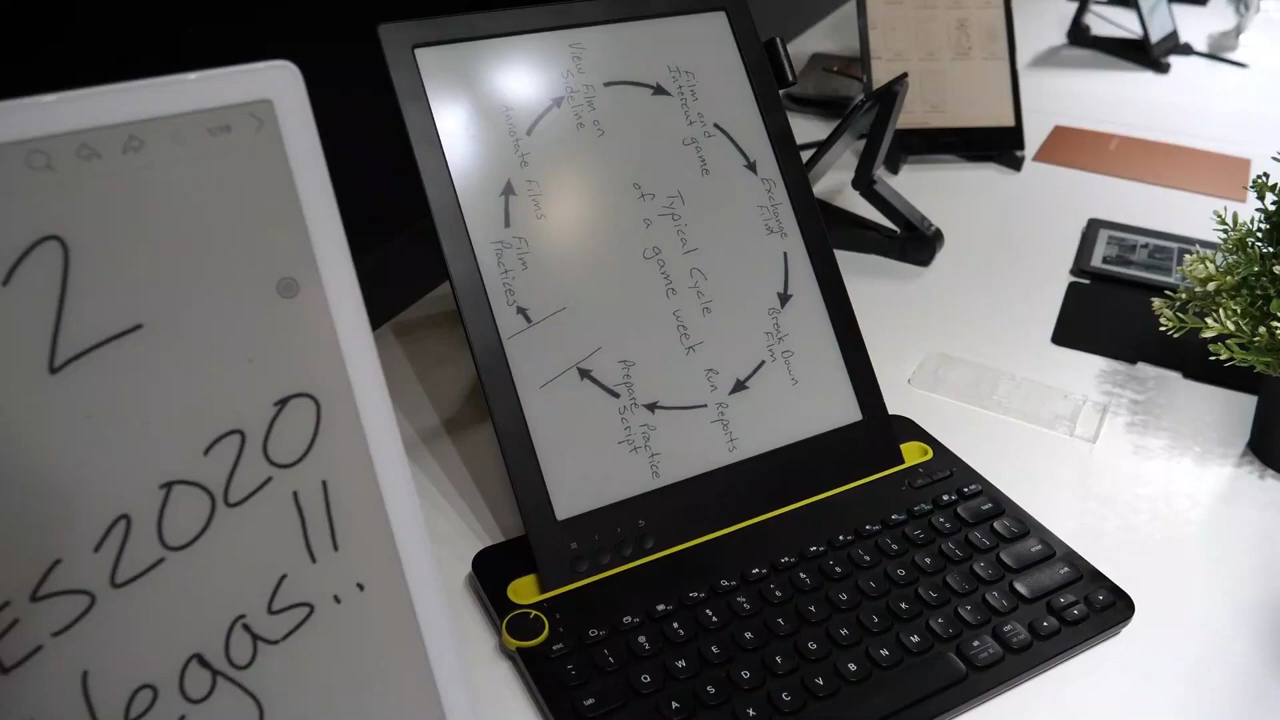 2
ES2020
!!
egas..
View Film on
Sideline
Film and
Intercut game
Exchange
Film
Break Down
Film
Run Reports
Prepare Practice
Script
Film
Practices
Annotate Films
Typical Cycle
of a game week